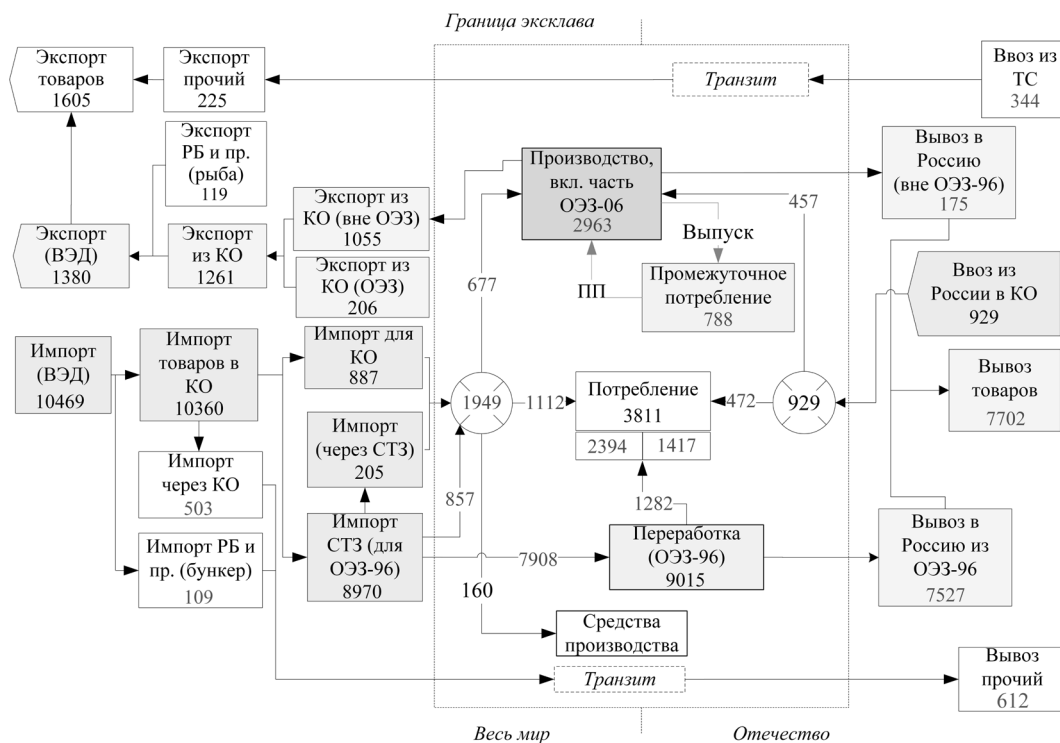 Граница эксклава
Экспорт
товаров
1605
Экспорт
прочий
225
Транзит
Ввоз из
ТС
344
Экспорт
РБ и пр.
(рыба)
119
Производство,
вкл. часть
ОЭЗ-06
2963
457
Вывоз в
Россию
(вне ОЭЗ-96)
175
Экспорт из
КО (вне ОЭЗ)
1055
Экспорт
(ВЭД)
1380
Экспорт
из КО
1261
Экспорт из
КО (ОЭЗ)
206
677
Выпуск
ПП
Промежуточное
потребление
788
Ввоз из
России в КО
929
Импорт
(ВЭД)
10469
Импорт
товаров в
КО
10360
Импорт для
КО
887
1949
1112
Потребление
3811
2394
1417
472
929
Вывоз
товаров
7702
Импорт
(через СТЗ)
205
Импорт
через КО
503
857
1282
Импорт РБ и
пр. (бункер)
109
Импорт
СТЗ (для
ОЭЗ-96)
8970
7908
Переработка
(ОЭЗ-96)
9015
Вывоз в
Россию из
ОЭЗ-96
7527
160
Средства
производства
Транзит
Вывоз
прочий
612
Весь мир
Отечество